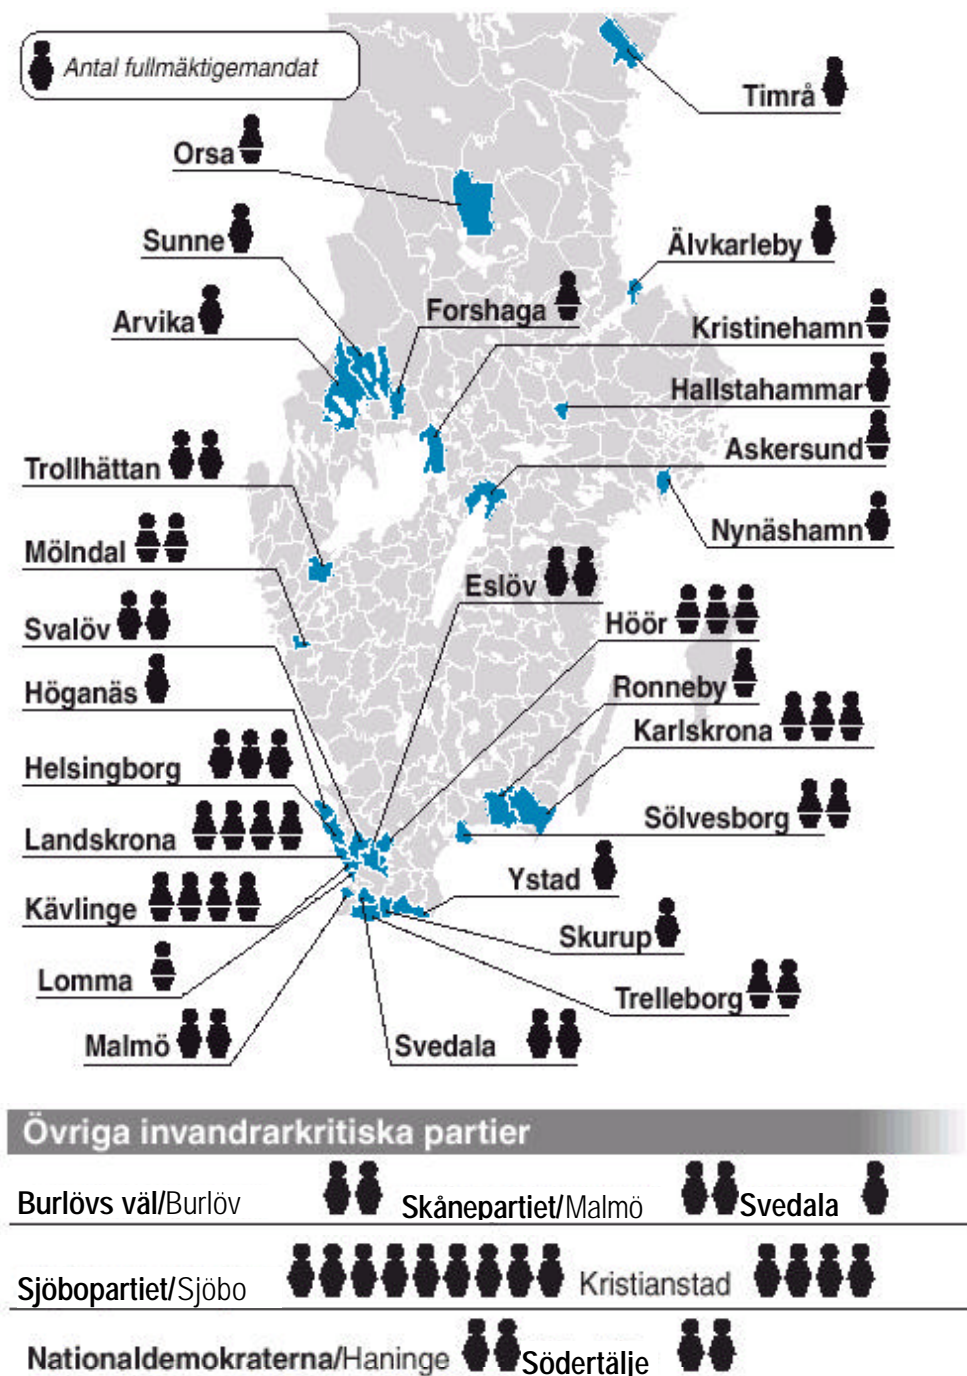 Antal fullmäktigemandat
Timrå
Orsa
Sunne
Älvkarleby
Arvika
Forshaga
Kristinehamn
Hallstahammar
Askersund
Trollhättan
Nynäshamn
Mölndal
Eslöv
Svalöv
Höör
Höganäs
Ronneby
Karlskrona
Helsingborg
Sölvesborg
Landskrona
Ystad
Kävlinge
Skurup
Lomma
Trelleborg
Malmö
Svedala
Övriga invandrarkritiska partier
Burlövs väl/Burlöv Skånepartiet/Malmö Svedala
Sjöbopartiet/Sjöbo Kristianstad
Nationaldemokraterna/Haninge Södertälje